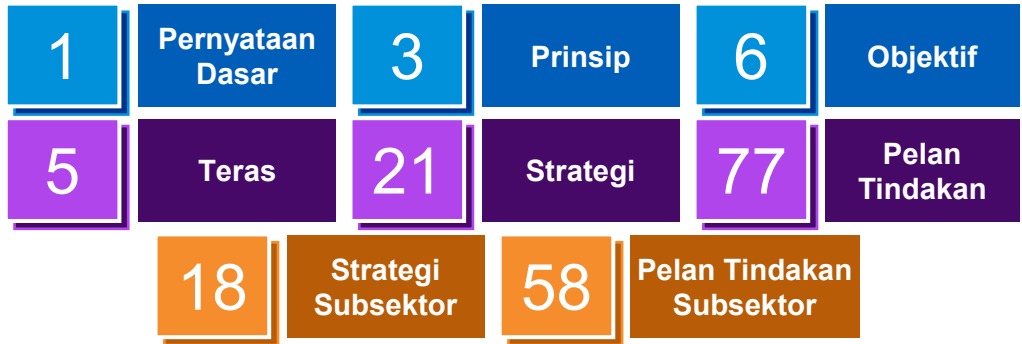 1
Pernyataan
Dasar
3
Prinsip
6
Objektif
5
Teras
21
Strategi
77
Pelan
Tindakan
18
Strategi
Subsektor
58
Pelan Tindakan
Subsektor